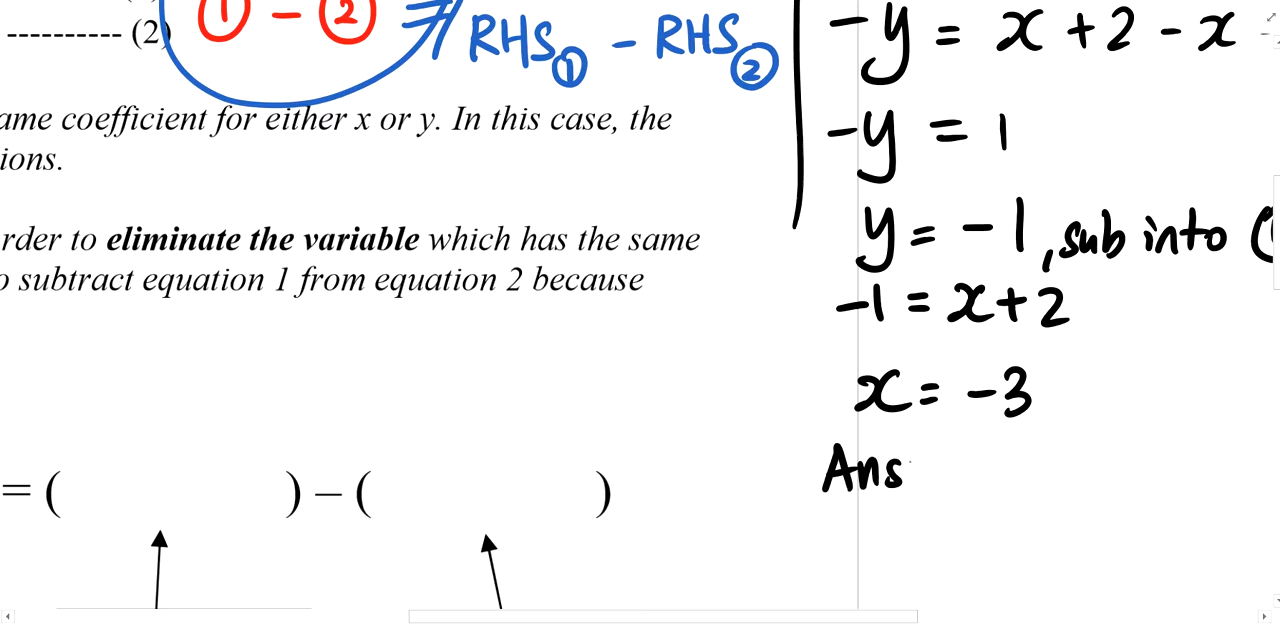 ---------- (2)
① - ② ⇒ RHS① - RHS②
ame coefficient for either x or y. In this case, the
ions.
rder to eliminate the variable which has the same
o subtract equation 1 from equation 2 because
= ( ) – ( )
-y = x + 2 - x
-y = 1
y = -1, sub into (
-1 = x + 2
x = -3
Ans